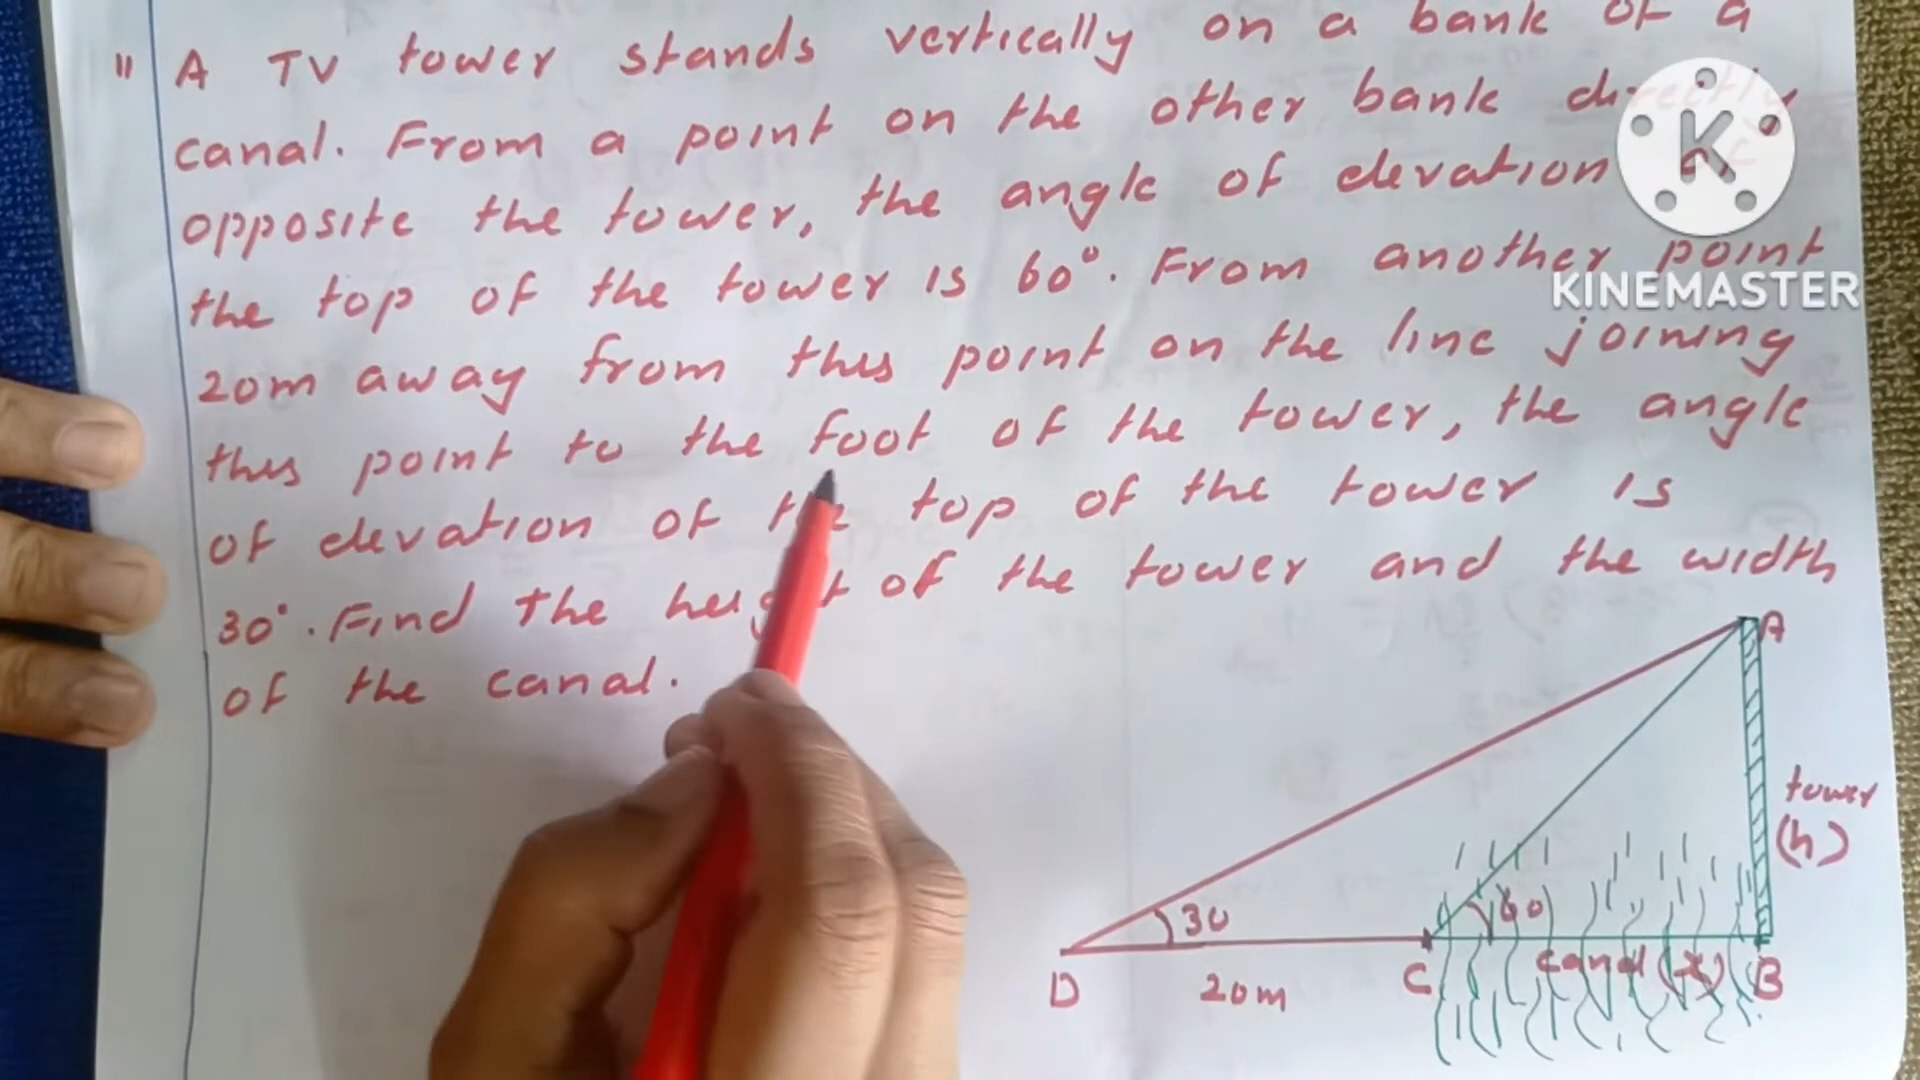 11 A TV tower stands vertically on a bank of a
canal. From a point on the other bank directly
opposite the tower, the angle of elevation of
the top of the tower is 60°. From another point
KINEMASTER
20m away from this point on the line joining
this point to the foot of the tower, the angle
of elevation of the top of the tower is
30°. Find the height of the tower and the width
of the canal.
A
tower
(h)
30
60
D
20m
C
canal (x)
B